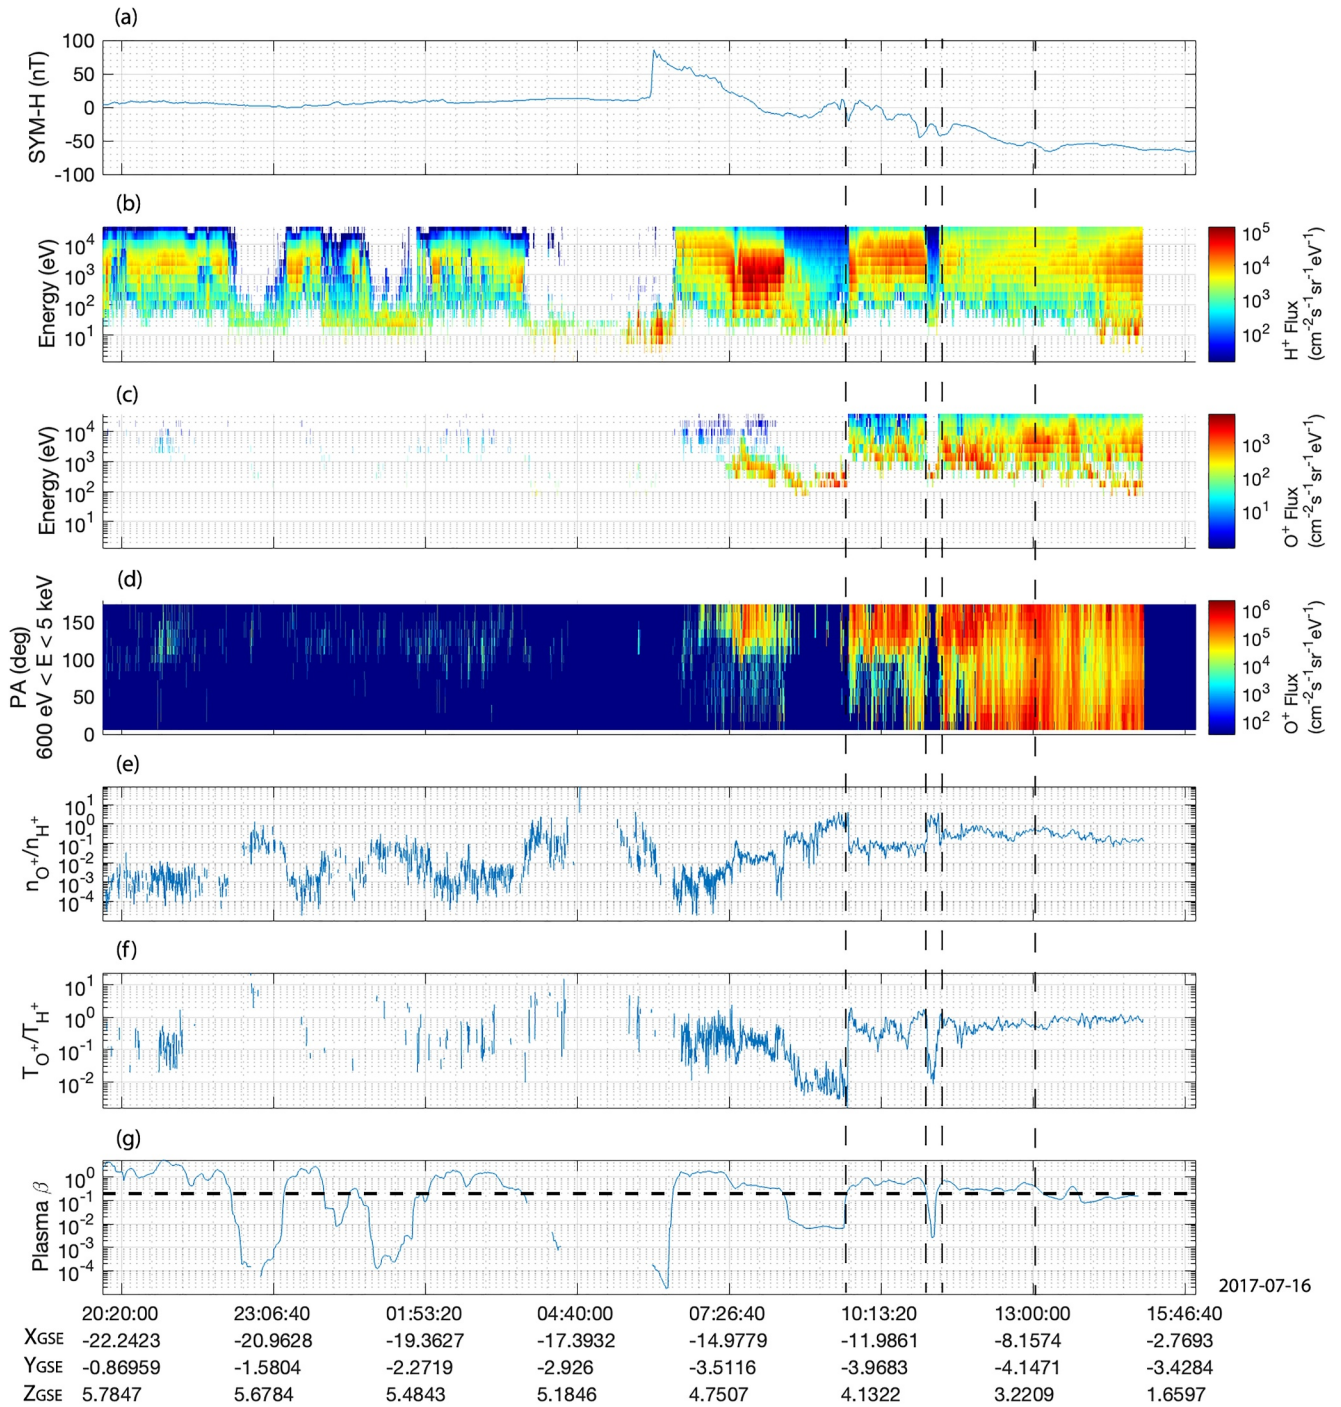 (a)
100
50
0
-50
-100
SYM-H (nT)
(b)
10⁴
10³
10²
10¹
Energy (eV)
10⁵
10⁴
10³
10²
H⁺ Flux
(cm⁻²s⁻¹sr⁻¹eV⁻¹)
(c)
10⁴
10³
10²
10¹
Energy (eV)
10³
10²
10¹
O⁺ Flux
(cm⁻²s⁻¹sr⁻¹eV⁻¹)
(d)
150
100
50
0
PA (deg)
600 eV < E < 5 keV
10⁶
10⁵
10⁴
10³
10²
O⁺ Flux
(cm⁻²s⁻¹sr⁻¹eV⁻¹)
(e)
10¹
10⁰
10⁻¹
10⁻²
10⁻³
10⁻⁴
n_O⁺/n_H⁺
(f)
10¹
10⁰
10⁻¹
10⁻²
T_O⁺/T_H⁺
(g)
10⁰
10⁻¹
10⁻²
10⁻³
10⁻⁴
Plasma β
2017-07-16
20:20:00 23:06:40 01:53:20 04:40:00 07:26:40 10:13:20 13:00:00 15:46:40
XGSE -22.2423 -20.9628 -19.3627 -17.3932 -14.9779 -11.9861 -8.1574 -2.7693
YGSE -0.86959 -1.5804 -2.2719 -2.926 -3.5116 -3.9683 -4.1471 -3.4284
ZGSE 5.7847 5.6784 5.4843 5.1846 4.7507 4.1322 3.2209 1.6597